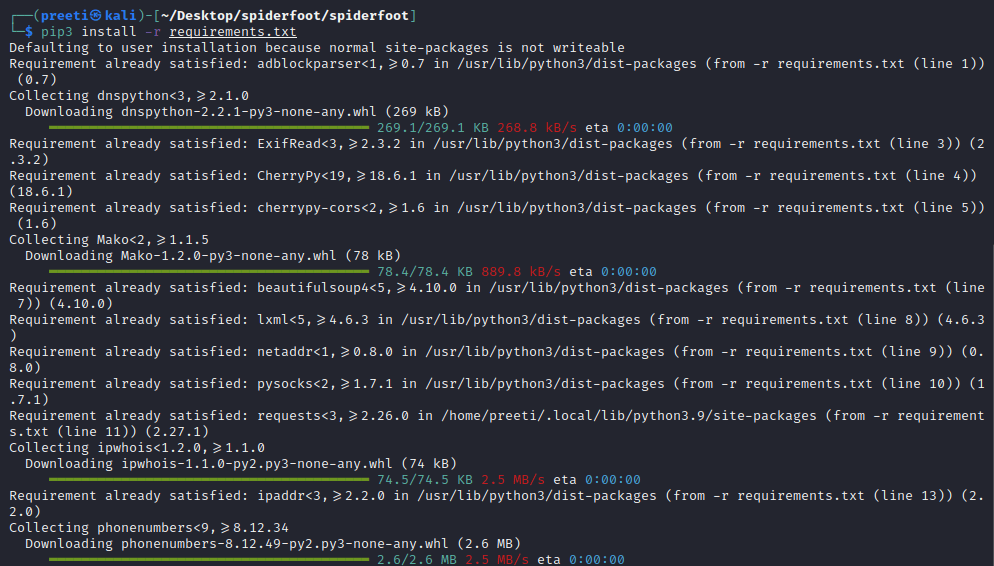 ┌──(preeti㉿kali)-[~/Desktop/spiderfoot/spiderfoot]
└─$ pip3 install -r requirements.txt
Defaulting to user installation because normal site-packages is not writeable
Requirement already satisfied: adblockparser<1,≥0.7 in /usr/lib/python3/dist-packages (from -r requirements.txt (line 1))
(0.7)
Collecting dnspython<3,≥2.1.0
Downloading dnspython-2.2.1-py3-none-any.whl (269 kB)
269.1/269.1 KB 268.8 kB/s eta 0:00:00
Requirement already satisfied: ExifRead<3,≥2.3.2 in /usr/lib/python3/dist-packages (from -r requirements.txt (line 3)) (2
.3.2)
Requirement already satisfied: CherryPy<19,≥18.6.1 in /usr/lib/python3/dist-packages (from -r requirements.txt (line 4))
(18.6.1)
Requirement already satisfied: cherrypy-cors<2,≥1.6 in /usr/lib/python3/dist-packages (from -r requirements.txt (line 5))
(1.6)
Collecting Mako<2,≥1.1.5
Downloading Mako-1.2.0-py3-none-any.whl (78 kB)
78.4/78.4 KB 889.8 kB/s eta 0:00:00
Requirement already satisfied: beautifulsoup4<5,≥4.10.0 in /usr/lib/python3/dist-packages (from -r requirements.txt (line
7)) (4.10.0)
Requirement already satisfied: lxml<5,≥4.6.3 in /usr/lib/python3/dist-packages (from -r requirements.txt (line 8)) (4.6.3
)
Requirement already satisfied: netaddr<1,≥0.8.0 in /usr/lib/python3/dist-packages (from -r requirements.txt (line 9)) (0.
8.0)
Requirement already satisfied: pysocks<2,≥1.7.1 in /usr/lib/python3/dist-packages (from -r requirements.txt (line 10)) (1
.7.1)
Requirement already satisfied: requests<3,≥2.26.0 in /home/preeti/.local/lib/python3.9/site-packages (from -r requirement
s.txt (line 11)) (2.27.1)
Collecting ipwhois<1.2.0,≥1.1.0
Downloading ipwhois-1.1.0-py2.py3-none-any.whl (74 kB)
74.5/74.5 KB 2.5 MB/s eta 0:00:00
Requirement already satisfied: ipaddr<3,≥2.2.0 in /usr/lib/python3/dist-packages (from -r requirements.txt (line 13)) (2.
2.0)
Collecting phonenumbers<9,≥8.12.34
Downloading phonenumbers-8.12.49-py2.py3-none-any.whl (2.6 MB)
2.6/2.6 MB 2.5 MB/s eta 0:00:00